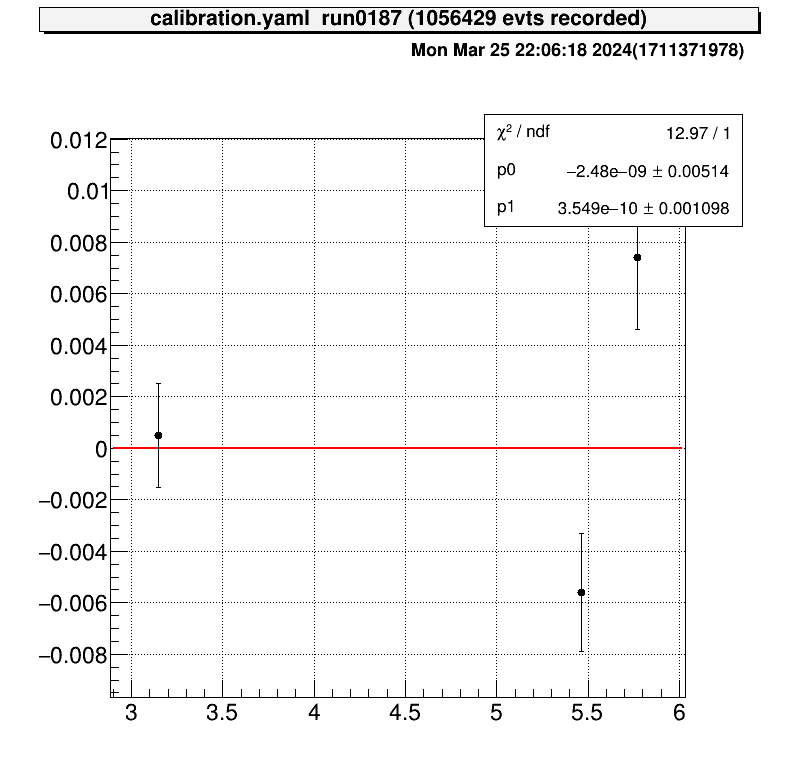 calibration.yaml run0187 (1056429 evts recorded)
Mon Mar 25 22:06:18 2024(1711371978)
χ² / ndf 12.97 / 1
p0 −2.48e−09 ± 0.00514
p1 3.549e−10 ± 0.001098
0.012
0.01
0.008
0.006
0.004
0.002
0
−0.002
−0.004
−0.006
−0.008
3 3.5 4 4.5 5 5.5 6